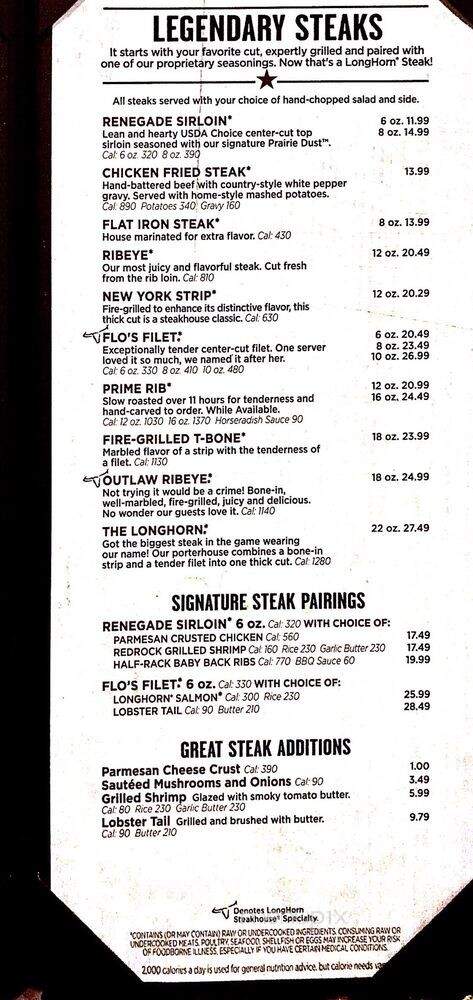 LEGENDARY STEAKS
It starts with your favorite cut, expertly grilled and paired with
one of our proprietary seasonings. Now that's a LongHorn® Steak!
All steaks served with your choice of hand-chopped salad and side.
RENEGADE SIRLOIN* 6 oz. 11.99
Lean and hearty USDA Choice center-cut top 8 oz. 14.99
sirloin seasoned with our signature Prairie Dust™.
Cal: 6 oz. 320 8 oz. 390
CHICKEN FRIED STEAK* 13.99
Hand-battered beef with country-style white pepper
gravy. Served with home-style mashed potatoes.
Cal: 890 Potatoes 340 Gravy 160
FLAT IRON STEAK* 8 oz. 13.99
House marinated for extra flavor. Cal: 430
RIBEYE* 12 oz. 20.49
Our most juicy and flavorful steak. Cut fresh
from the rib loin. Cal: 810
NEW YORK STRIP* 12 oz. 20.29
Fire-grilled to enhance its distinctive flavor, this
thick cut is a steakhouse classic. Cal: 630
FLO'S FILET®* 6 oz. 20.49
Exceptionally tender center-cut filet. One server 8 oz. 23.49
loved it so much, we named it after her. 10 oz. 26.99
Cal: 6 oz. 330 8 oz. 410 10 oz. 480
PRIME RIB* 12 oz. 20.99
Slow roasted over 11 hours for tenderness and 16 oz. 24.49
hand-carved to order. While Available.
Cal: 12 oz. 1030 16 oz. 1370 Horseradish Sauce 90
FIRE-GRILLED T-BONE* 18 oz. 23.99
Marbled flavor of a strip with the tenderness of
a filet. Cal: 1130
OUTLAW RIBEYE®* 18 oz. 24.99
Not trying it would be a crime! Bone-in,
well-marbled, fire-grilled, juicy and delicious.
No wonder our guests love it. Cal: 1140
THE LONGHORN®* 22 oz. 27.49
Got the biggest steak in the game wearing
our name! Our porterhouse combines a bone-in
strip and a tender filet into one thick cut. Cal: 1280
SIGNATURE STEAK PAIRINGS
RENEGADE SIRLOIN* 6 oz. Cal: 320 WITH CHOICE OF:
PARMESAN CRUSTED CHICKEN Cal: 560 17.49
REDROCK GRILLED SHRIMP Cal: 160 Rice 230 Garlic Butter 230 17.49
HALF-RACK BABY BACK RIBS Cal: 770 BBQ Sauce 60 19.99
FLO'S FILET®* 6 oz. Cal: 330 WITH CHOICE OF:
LONGHORN® SALMON* Cal: 300 Rice 230 25.99
LOBSTER TAIL Cal: 90 Butter 210 28.49
GREAT STEAK ADDITIONS
Parmesan Cheese Crust Cal: 390 1.00
Sautéed Mushrooms and Onions Cal: 90 3.49
Grilled Shrimp Glazed with smoky tomato butter. 5.99
Cal: 80 Rice 230 Garlic Butter 230
Lobster Tail Grilled and brushed with butter. 9.79
Cal: 90 Butter 210
Denotes LongHorn
Steakhouse® Specialty.
*CONTAINS (OR MAY CONTAIN) RAW OR UNDERCOOKED INGREDIENTS. CONSUMING RAW OR
UNDERCOOKED MEATS, POULTRY, SEAFOOD, SHELLFISH OR EGGS MAY INCREASE YOUR RISK
OF FOODBORNE ILLNESS, ESPECIALLY IF YOU HAVE CERTAIN MEDICAL CONDITIONS.
2,000 calories a day is used for general nutrition advice, but calorie needs